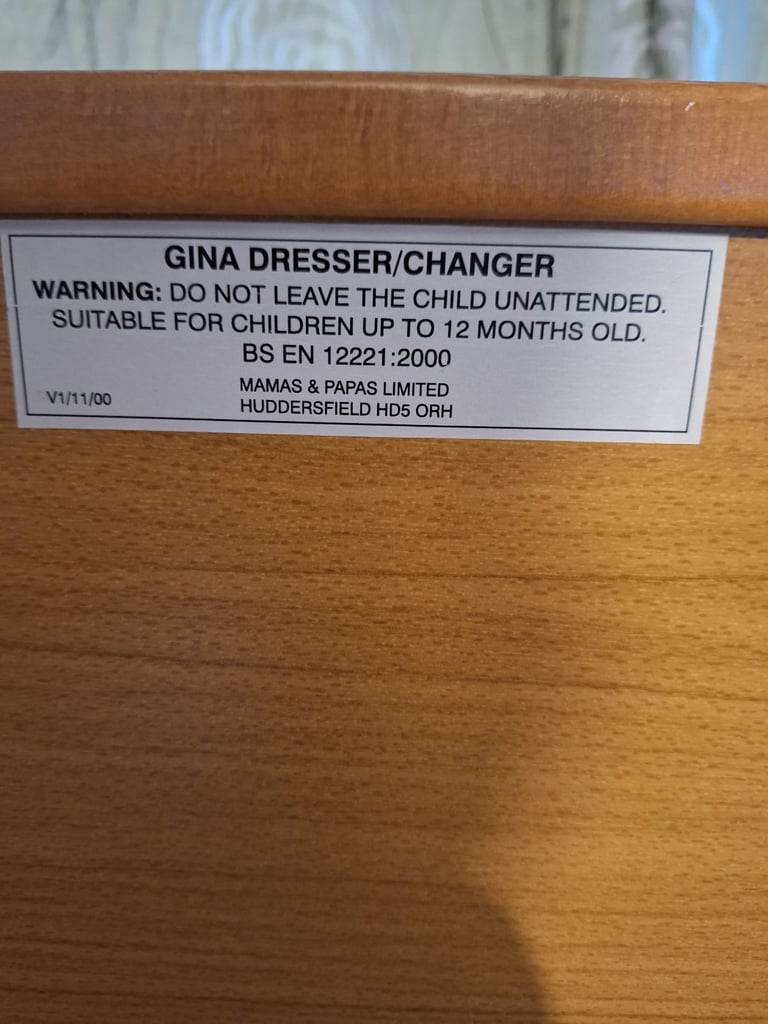 GINA DRESSER/CHANGER
WARNING: DO NOT LEAVE THE CHILD UNATTENDED.
SUITABLE FOR CHILDREN UP TO 12 MONTHS OLD.
BS EN 12221:2000
MAMAS & PAPAS LIMITED
V1/11/00
HUDDERSFIELD HD5 ORH